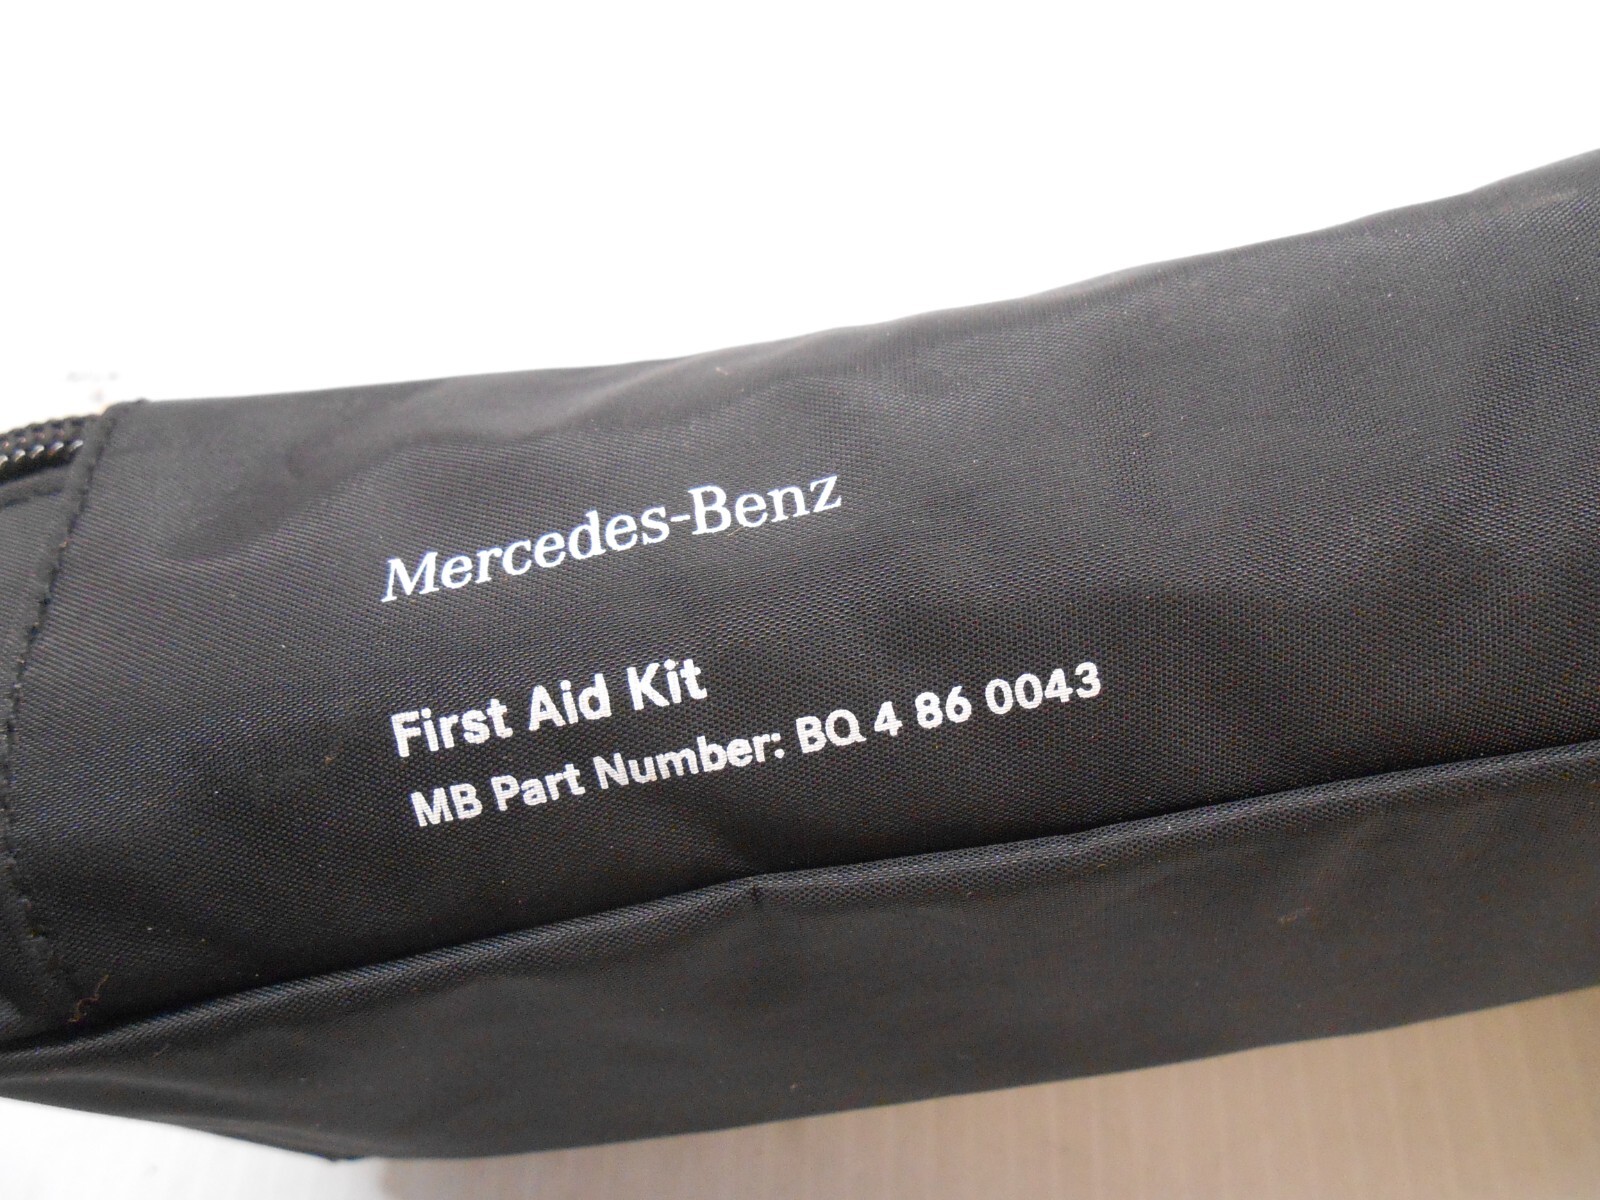 Mercedes-Benz
First Aid Kit
MB Part Number: BQ 4 86 0043